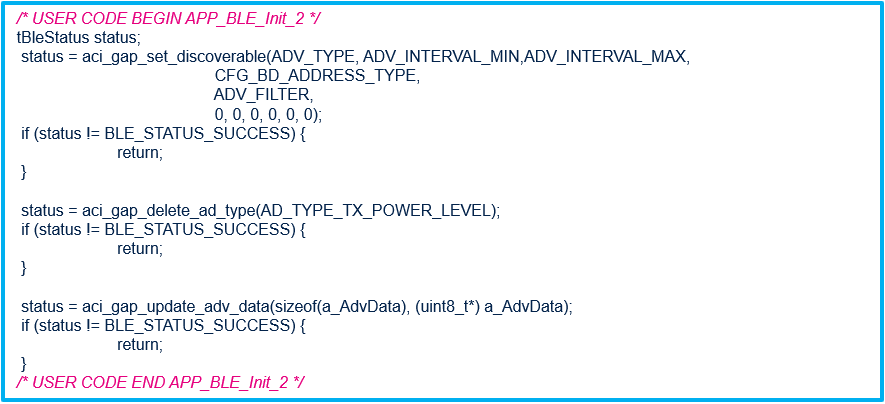 /* USER CODE BEGIN APP_BLE_Init_2 */
tBleStatus status;
status = aci_gap_set_discoverable(ADV_TYPE, ADV_INTERVAL_MIN,ADV_INTERVAL_MAX,
CFG_BD_ADDRESS_TYPE,
ADV_FILTER,
0, 0, 0, 0, 0, 0);
if (status != BLE_STATUS_SUCCESS) {
return;
}
status = aci_gap_delete_ad_type(AD_TYPE_TX_POWER_LEVEL);
if (status != BLE_STATUS_SUCCESS) {
return;
}
status = aci_gap_update_adv_data(sizeof(a_AdvData), (uint8_t*) a_AdvData);
if (status != BLE_STATUS_SUCCESS) {
return;
}
/* USER CODE END APP_BLE_Init_2 */